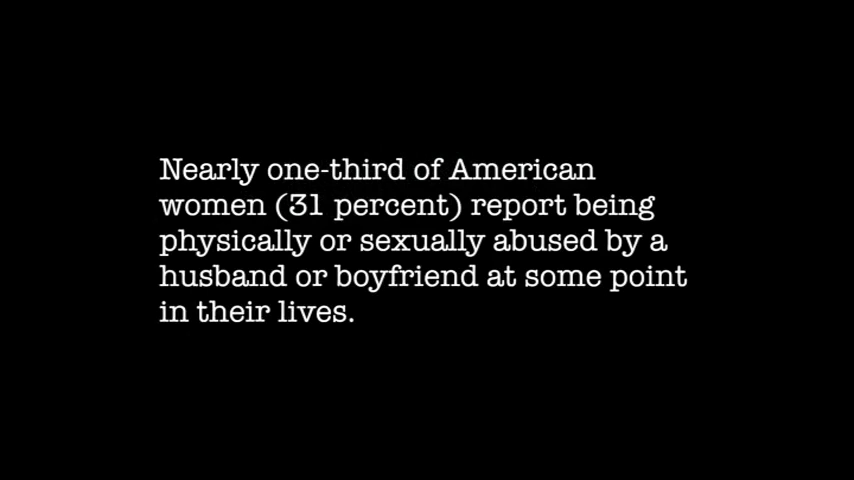 Nearly one-third of American
women (31 percent) report being
physically or sexually abused by a
husband or boyfriend at some point
in their lives.